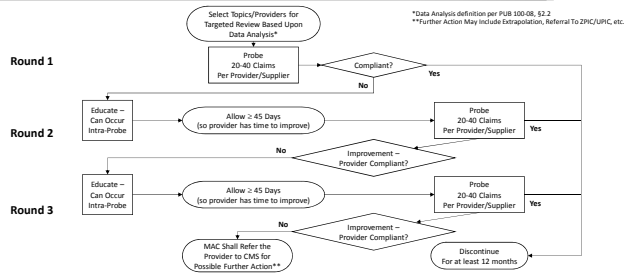 Select Topics/Providers for
Targeted Review Based Upon
Data Analysis*
*Data Analysis definition per PUB 100-08, §2.2
**Further Action May Include Extrapolation, Referral To ZPIC/UPIC, etc.
Round 1
Probe
20-40 Claims
Per Provider/Supplier
Compliant?
Yes
No
Round 2
Educate –
Can Occur
Intra-Probe
Allow ≥ 45 Days
(so provider has time to improve)
Probe
20-40 Claims
Per Provider/Supplier
Yes
No
Improvement –
Provider Compliant?
Round 3
Educate –
Can Occur
Intra-Probe
Allow ≥ 45 Days
(so provider has time to improve)
Probe
20-40 Claims
Per Provider/Supplier
Yes
No
Improvement –
Provider Compliant?
MAC Shall Refer the
Provider to CMS for
Possible Further Action**
Discontinue
For at least 12 months